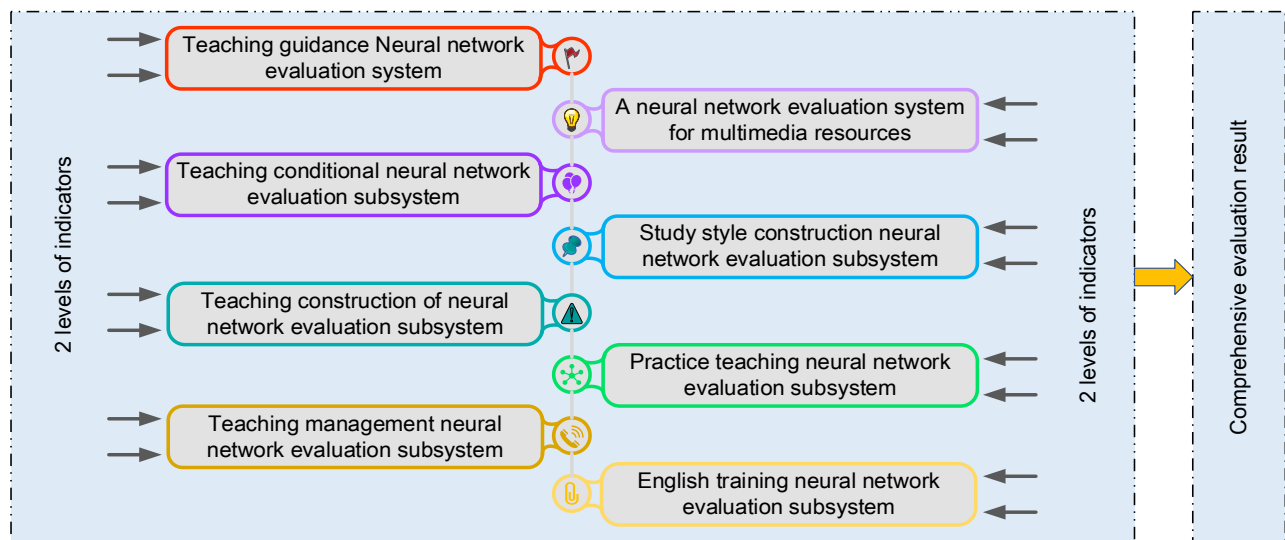 2 levels of indicators
Teaching guidance Neural network
evaluation system
A neural network evaluation system
for multimedia resources
Teaching conditional neural network
evaluation subsystem
Study style construction neural
network evaluation subsystem
Teaching construction of neural
network evaluation subsystem
Practice teaching neural network
evaluation subsystem
Teaching management neural
network evaluation subsystem
English training neural network
evaluation subsystem
2 levels of indicators
Comprehensive evaluation result